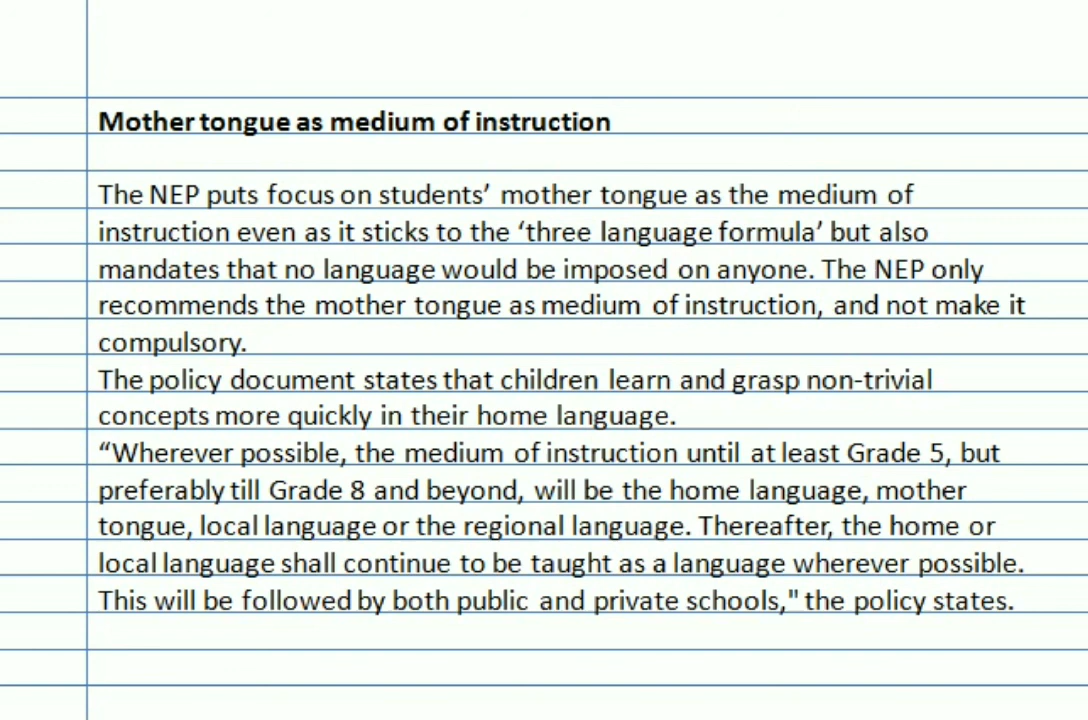 Mother tongue as medium of instruction
The NEP puts focus on students’ mother tongue as the medium of
instruction even as it sticks to the ‘three language formula’ but also
mandates that no language would be imposed on anyone. The NEP only
recommends the mother tongue as medium of instruction, and not make it
compulsory.
The policy document states that children learn and grasp non-trivial
concepts more quickly in their home language.
“Wherever possible, the medium of instruction until at least Grade 5, but
preferably till Grade 8 and beyond, will be the home language, mother
tongue, local language or the regional language. Thereafter, the home or
local language shall continue to be taught as a language wherever possible.
This will be followed by both public and private schools," the policy states.